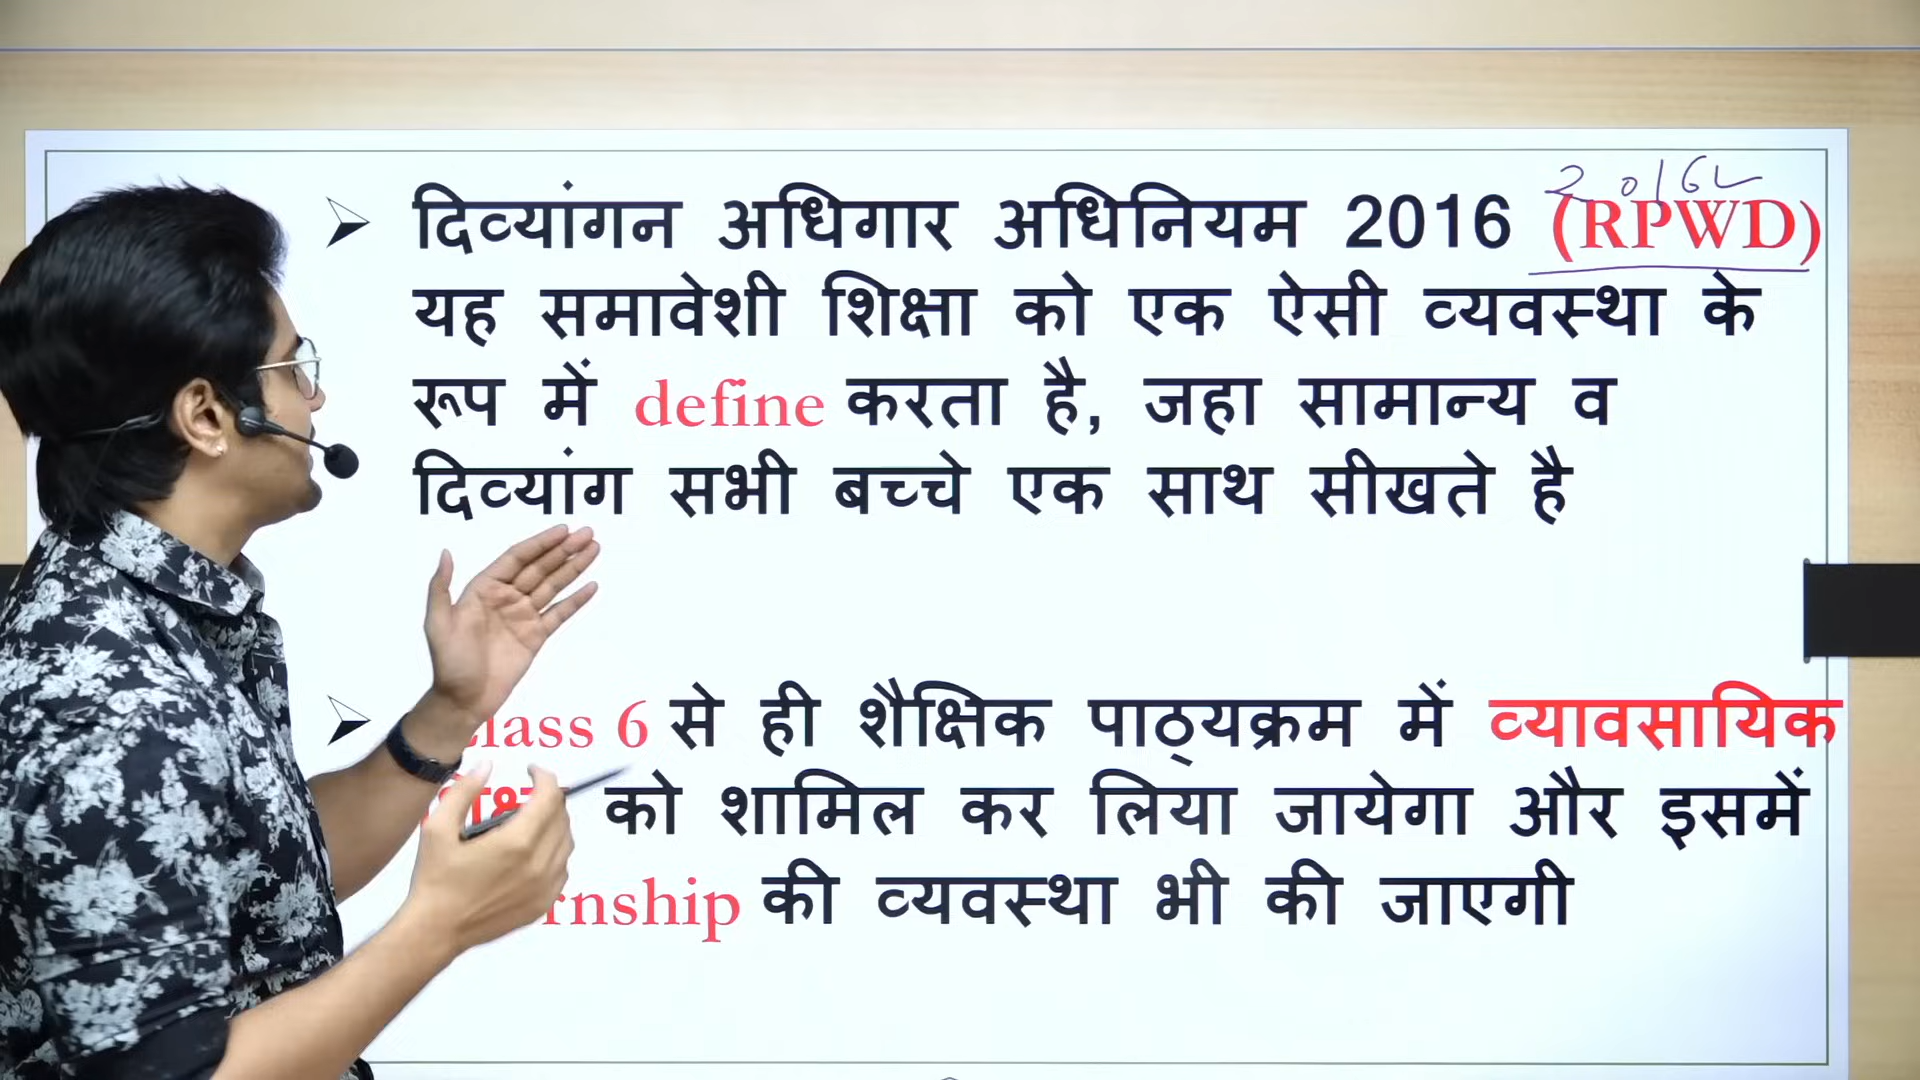 2016
दिव्यांगन अधिगार अधिनियम 2016 (RPWD)
यह समावेशी शिक्षा को एक ऐसी व्यवस्था के
रूप में define करता है, जहा सामान्य व
दिव्यांग सभी बच्चे एक साथ सीखते है
6 से ही शैक्षिक पाठ्यक्रम में व्यावसायिक
को शामिल कर लिया जायेगा और इसमें
की व्यवस्था भी की जाएगी